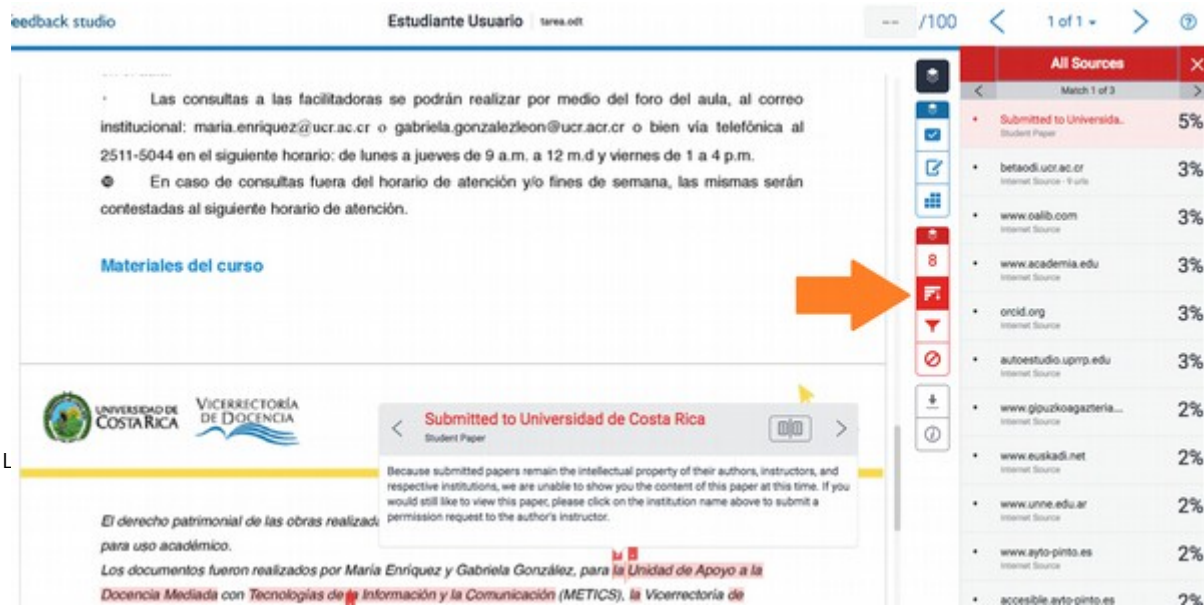 eedback studio
Estudiante Usuario
tarea.odt
-- /100
1 of 1
All Sources
Match 1 of 3
Submitted to Universida..
5%
Student Paper
betaodi.ucr.ac.cr
3%
Internet Source - 9 urls
www.oalib.com
3%
Internet Source
www.academia.edu
3%
Internet Source
orcid.org
3%
Internet Source
autoestudio.uprrp.edu
3%
Internet Source
www.gipuzkoagazteria...
2%
Internet Source
www.euskadi.net
2%
Internet Source
www.unne.edu.ar
2%
Internet Source
www.ayto-pinto.es
2%
Internet Source
accesible.ayto-pinto.es
2%
8
· Las consultas a las facilitadoras se podrán realizar por medio del foro del aula, al correo
institucional: maria.enriquez@ucr.ac.cr o gabriela.gonzalezleon@ucr.acr.cr o bien vía telefónica al
2511-5044 en el siguiente horario: de lunes a jueves de 9 a.m. a 12 m.d y viernes de 1 a 4 p.m.
En caso de consultas fuera del horario de atención y/o fines de semana, las mismas serán
contestadas al siguiente horario de atención.
Materiales del curso
UNIVERSIDAD DE
COSTA RICA
VICERRECTORÍA
DE DOCENCIA
Submitted to Universidad de Costa Rica
Student Paper
Because submitted papers remain the intellectual property of their authors, instructors, and
respective institutions, we are unable to show you the content of this paper at this time. If you
would still like to view this paper, please click on the institution name above to submit a
permission request to the author's instructor.
L
El derecho patrimonial de las obras realizada
para uso académico.
Los documentos fueron realizados por María Enríquez y Gabriela González, para la Unidad de Apoyo a la
Docencia Mediada con Tecnologías de la Información y la Comunicación (METICS), la Vicerrectoría de